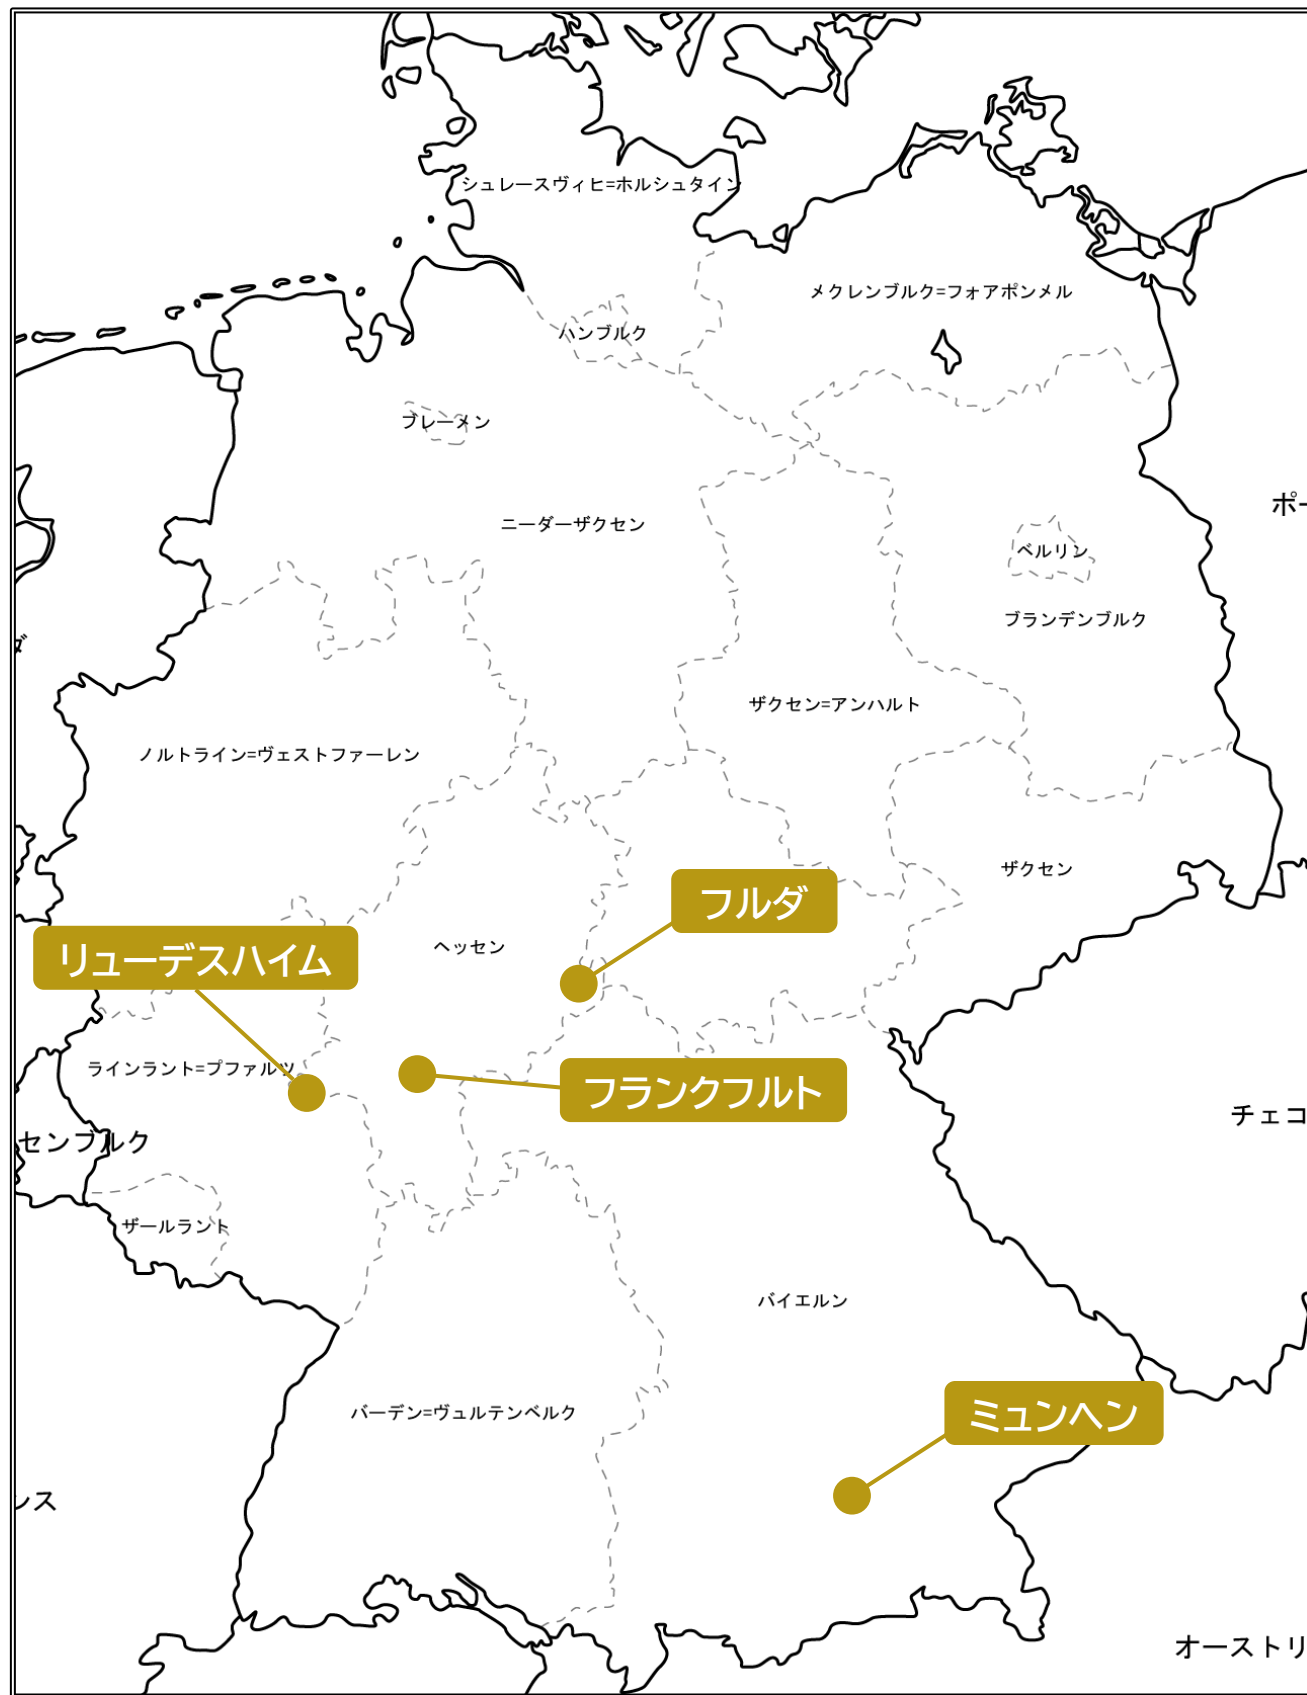 シュレースヴィヒ=ホルシュタイン
メクレンブルク=フォアポンメル
ハンブルク
ブレーメン
ポー
ニーダーザクセン
ベルリン
ブランデンブルク
ダ
ザクセン=アンハルト
ノルトライン=ヴェストファーレン
ザクセン
フルダ
ヘッセン
リューデスハイム
ラインラント=プファルツ
フランクフルト
チェコ
センブルク
ザールラント
バイエルン
バーデン=ヴュルテンベルク
ミュンヘン
ンス
オーストリ